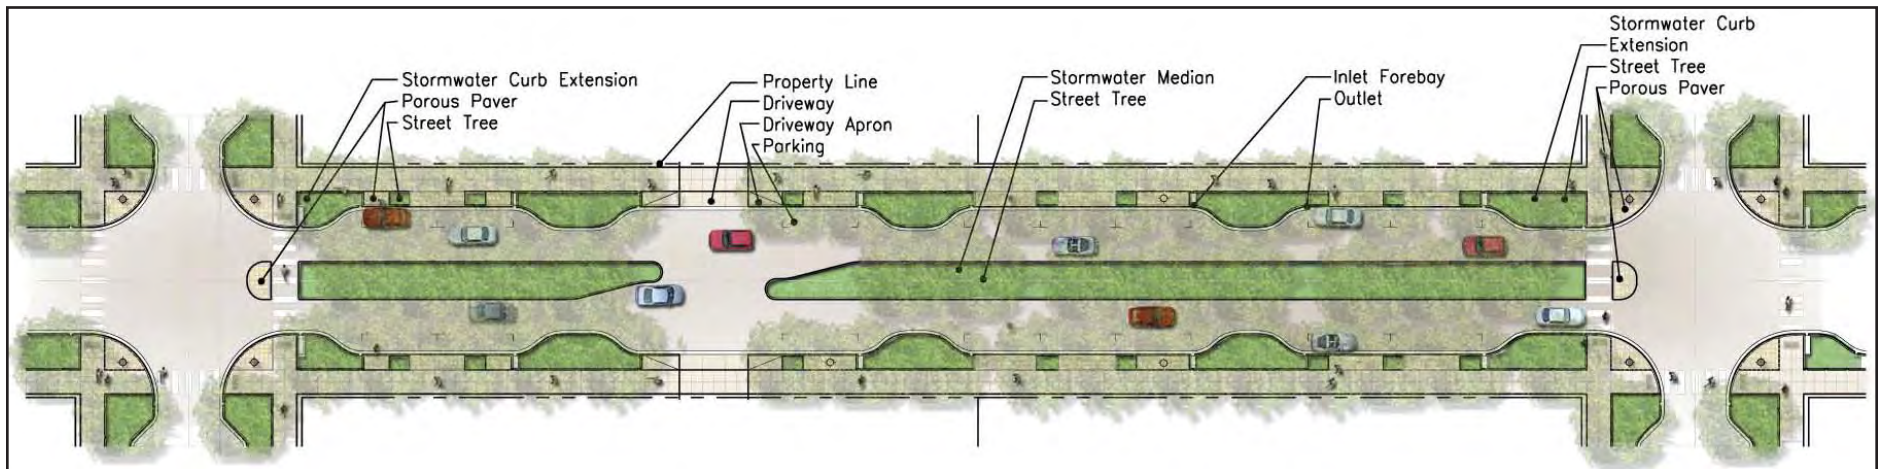 Stormwater Curb Extension
Porous Paver
Street Tree
Property Line
Driveway
Driveway Apron
Parking
Stormwater Median
Street Tree
Inlet Forebay
Outlet
Stormwater Curb
Extension
Street Tree
Porous Paver